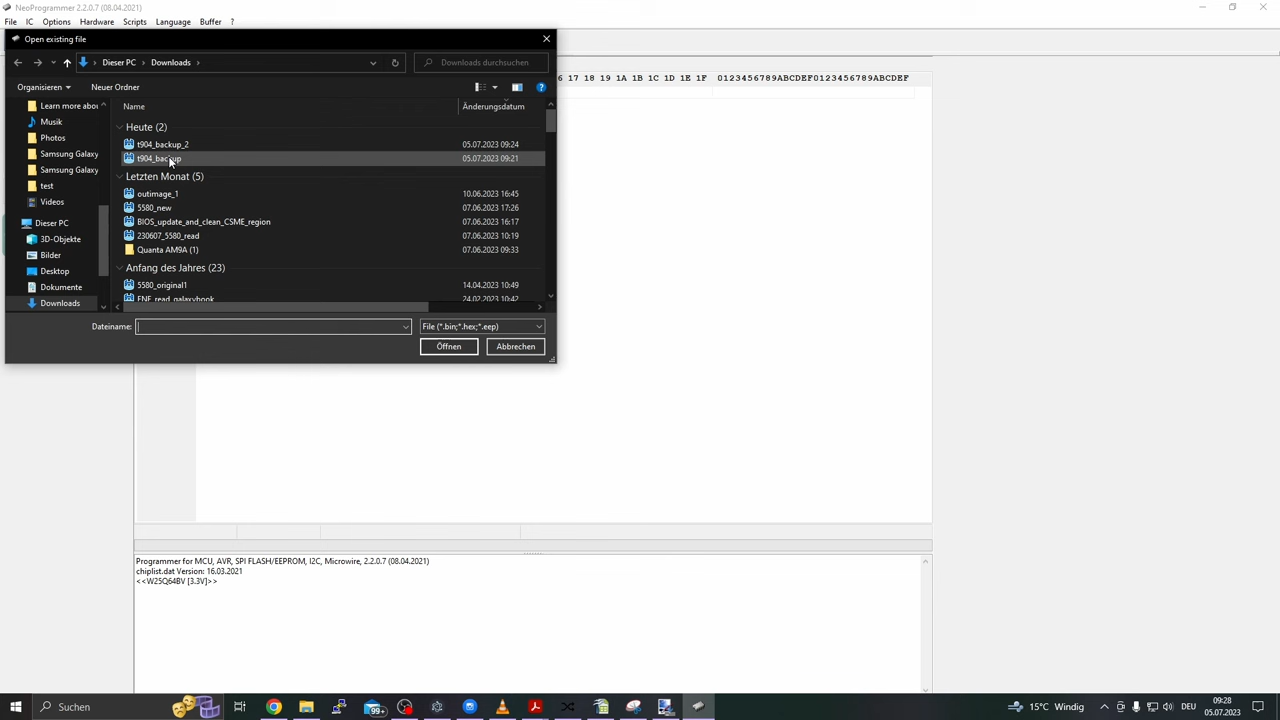 NeoProgrammer 2.2.0.7 (08.04.2021)
File IC Options Hardware Scripts Language Buffer ?
Open existing file
Dieser PC Downloads
Downloads durchsuchen
Organisieren Neuer Ordner
6 17 18 19 1A 1B 1C 1D 1E 1F 0123456789ABCDEF0123456789ABCDEF
Name Änderungsdatum
Learn more abou
Musik
Photos
Samsung Galaxy
Samsung Galaxy
test
Videos
Dieser PC
3D-Objekte
Bilder
Desktop
Dokumente
Downloads
Heute (2)
t904_backup_2 05.07.2023 09:24
t904_backup 05.07.2023 09:21
Letzten Monat (5)
outimage_1 10.06.2023 16:45
5580_new 07.06.2023 17:26
BIOS_update_and_clean_CSME_region 07.06.2023 16:17
230607_5580_read 07.06.2023 10:19
Quanta AM9A (1) 07.06.2023 09:33
Anfang des Jahres (23)
5580_original1 14.04.2023 10:49
ENE_read_galaxybook 24.02.2023 10:42
Dateiname: File (*.bin;*.hex;*.eep)
Öffnen Abbrechen
Programmer for MCU, AVR, SPI FLASH/EEPROM, I2C, Microwire, 2.2.0.7 (08.04.2021)
chiplist.dat Version: 16.03.2021
<<W25Q64BV [3.3V]>>
Suchen
99+
15°C Windig
DEU
09:28
05.07.2023